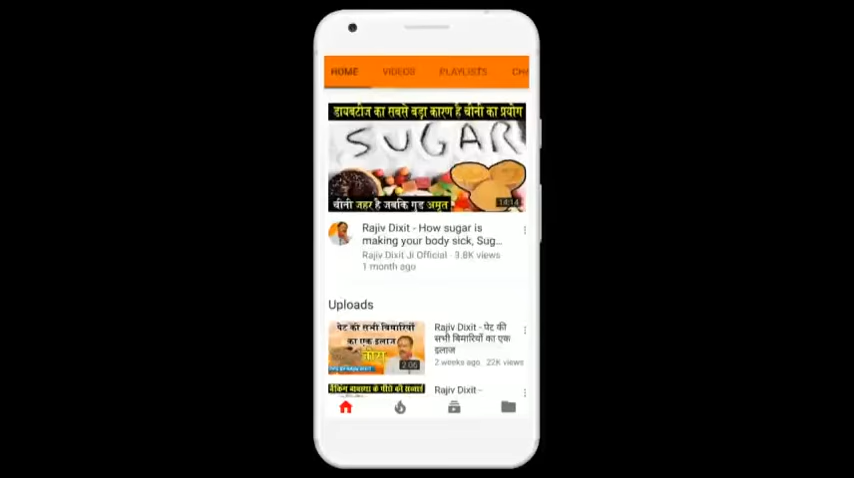 HOME VIDEOS PLAYLISTS CHA
डायबटीज का सबसे बड़ा कारण है चीनी का प्रयोग
SUGAR
चीनी जहर है जबकि गुड़ अमृत
14:14
Rajiv Dixit - How sugar is
making your body sick, Sug...
Rajiv Dixit Ji Official · 3.8K views
1 month ago
Uploads
पेट की सभी बिमारियों
का एक इलाज
जीरा
2:06
Rajiv Dixit - पेट की
सभी बिमारियों का एक
इलाज
2 weeks ago 22K views
Rajiv Dixit -